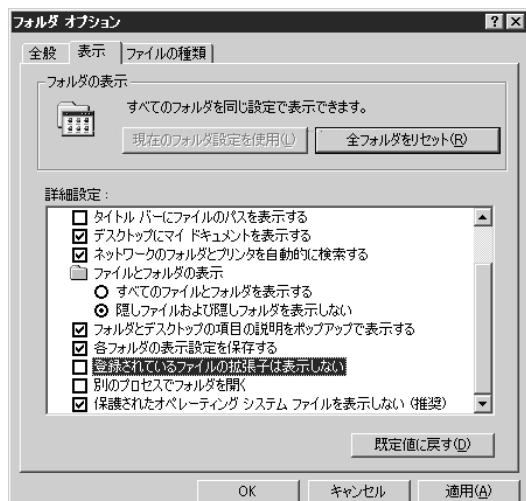 フォルダ オプション
全般 表示 ファイルの種類
フォルダの表示
すべてのフォルダを同じ設定で表示できます。
現在のフォルダ設定を使用(L) 全フォルダをリセット(R)
詳細設定：
タイトル バーにファイルのパスを表示する
デスクトップにマイ ドキュメントを表示する
ネットワークのフォルダとプリンタを自動的に検索する
ファイルとフォルダの表示
すべてのファイルとフォルダを表示する
隠しファイルおよび隠しフォルダを表示しない
フォルダとデスクトップの項目の説明をポップアップで表示する
各フォルダの表示設定を保存する
登録されているファイルの拡張子は表示しない
別のプロセスでフォルダを開く
保護されたオペレーティング システム ファイルを表示しない (推奨)
既定値に戻す(D)
OK キャンセル 適用(A)